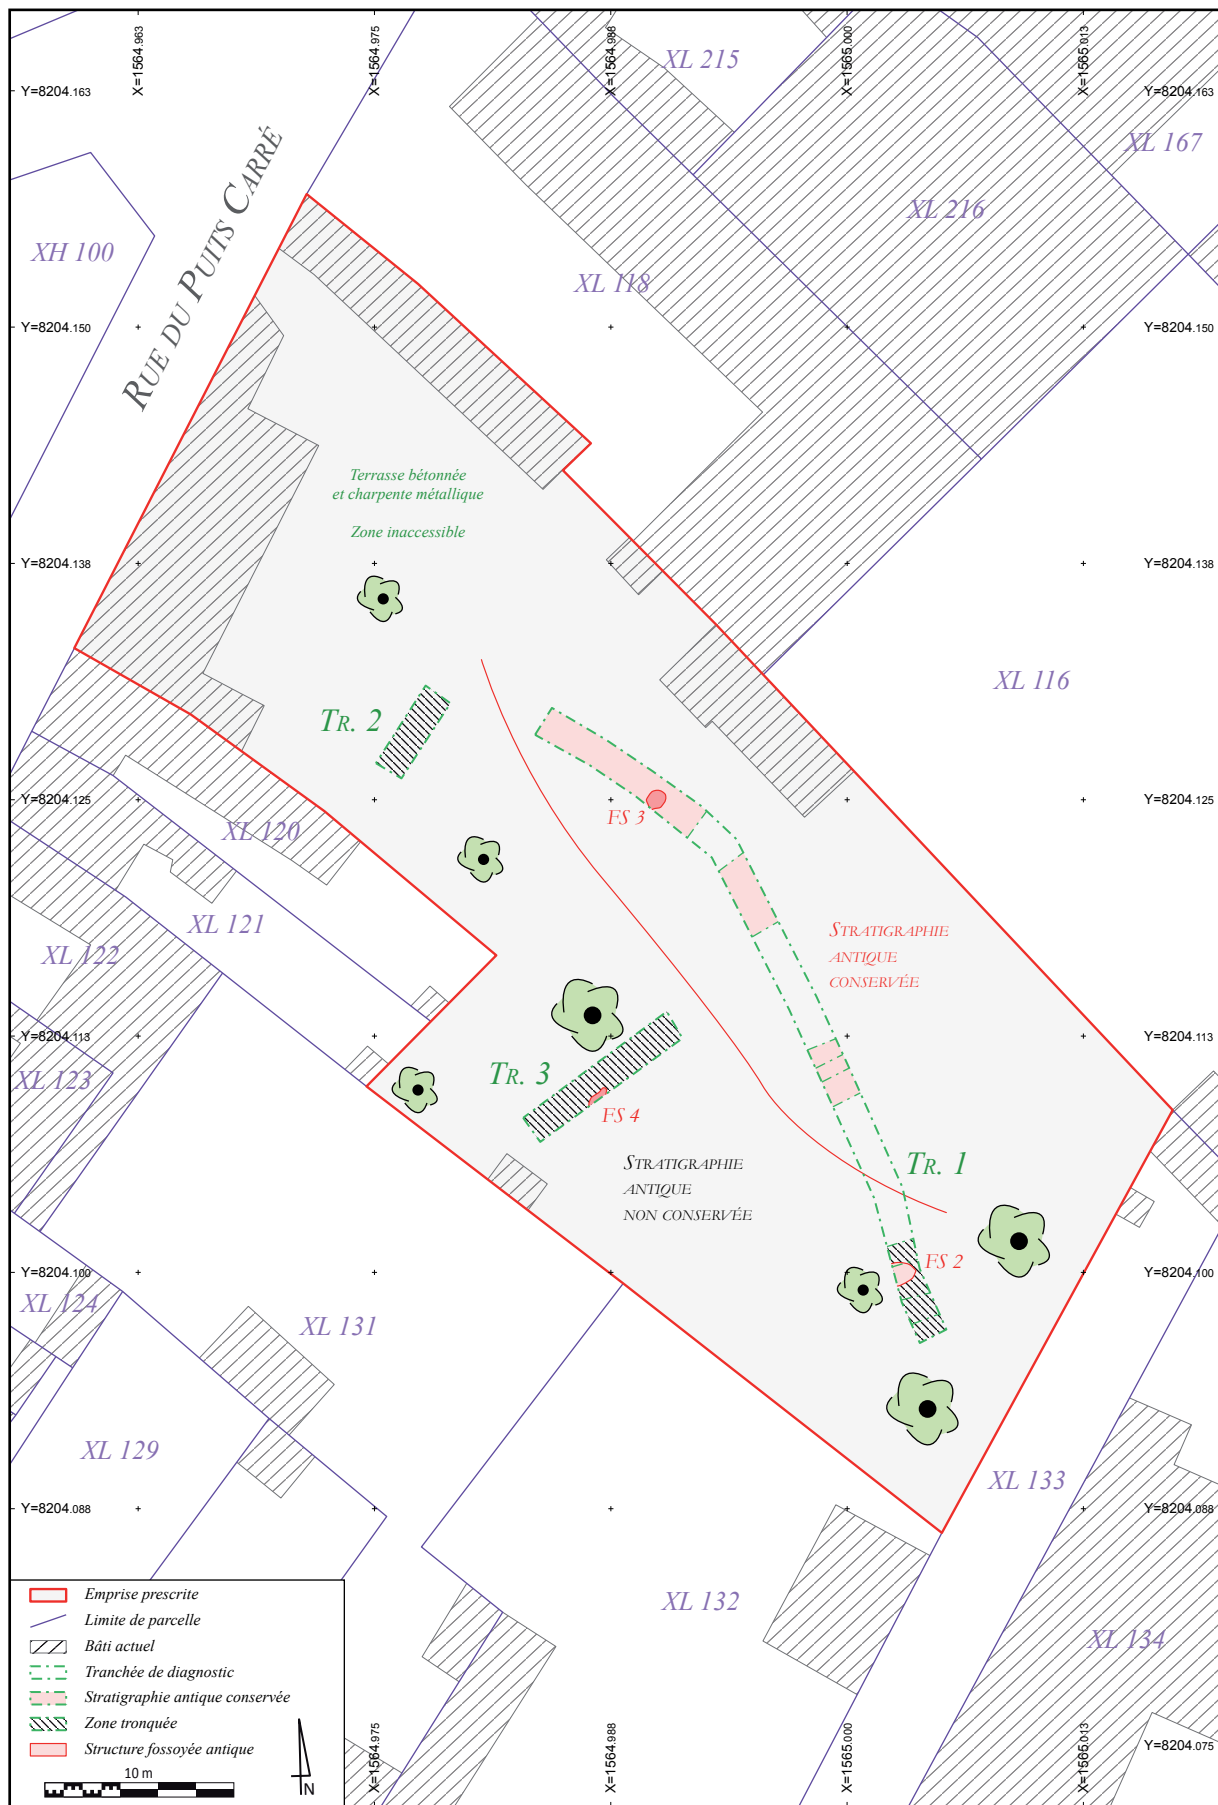 X=1564.963
X=1564.975
X=1564.988
X=1565.000
X=1565.013
Y=8204.163
Y=8204.163
XL 215
XL 167
XL 216
XH 100
RUE DU PUITS CARRÉ
XL 118
Y=8204.150
Y=8204.150
Terrasse bétonnée
et charpente métallique
Zone inaccessible
Y=8204.138
Y=8204.138
XL 116
TR. 2
Y=8204.125
Y=8204.125
FS 3
XL 120
XL 121
XL 122
STRATIGRAPHIE
ANTIQUE
CONSERVÉE
Y=8204.113
Y=8204.113
XL 123
TR. 3
FS 4
STRATIGRAPHIE
ANTIQUE
NON CONSERVÉE
TR. 1
FS 2
Y=8204.100
Y=8204.100
XL 124
XL 131
XL 129
XL 133
Y=8204.088
Y=8204.088
XL 132
XL 134
Emprise prescrite
Limite de parcelle
Bâti actuel
Tranchée de diagnostic
Stratigraphie antique conservée
Zone tronquée
Structure fossoyée antique
10 m
N
X=1564.975
X=1564.988
X=1565.000
X=1565.013
Y=8204.075